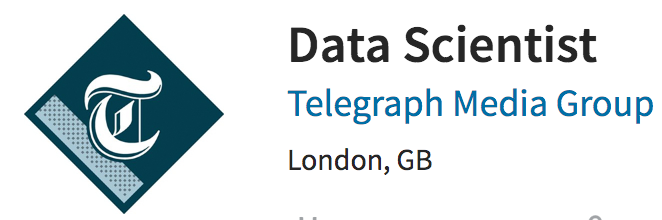 T
Data Scientist
Telegraph Media Group
London, GB